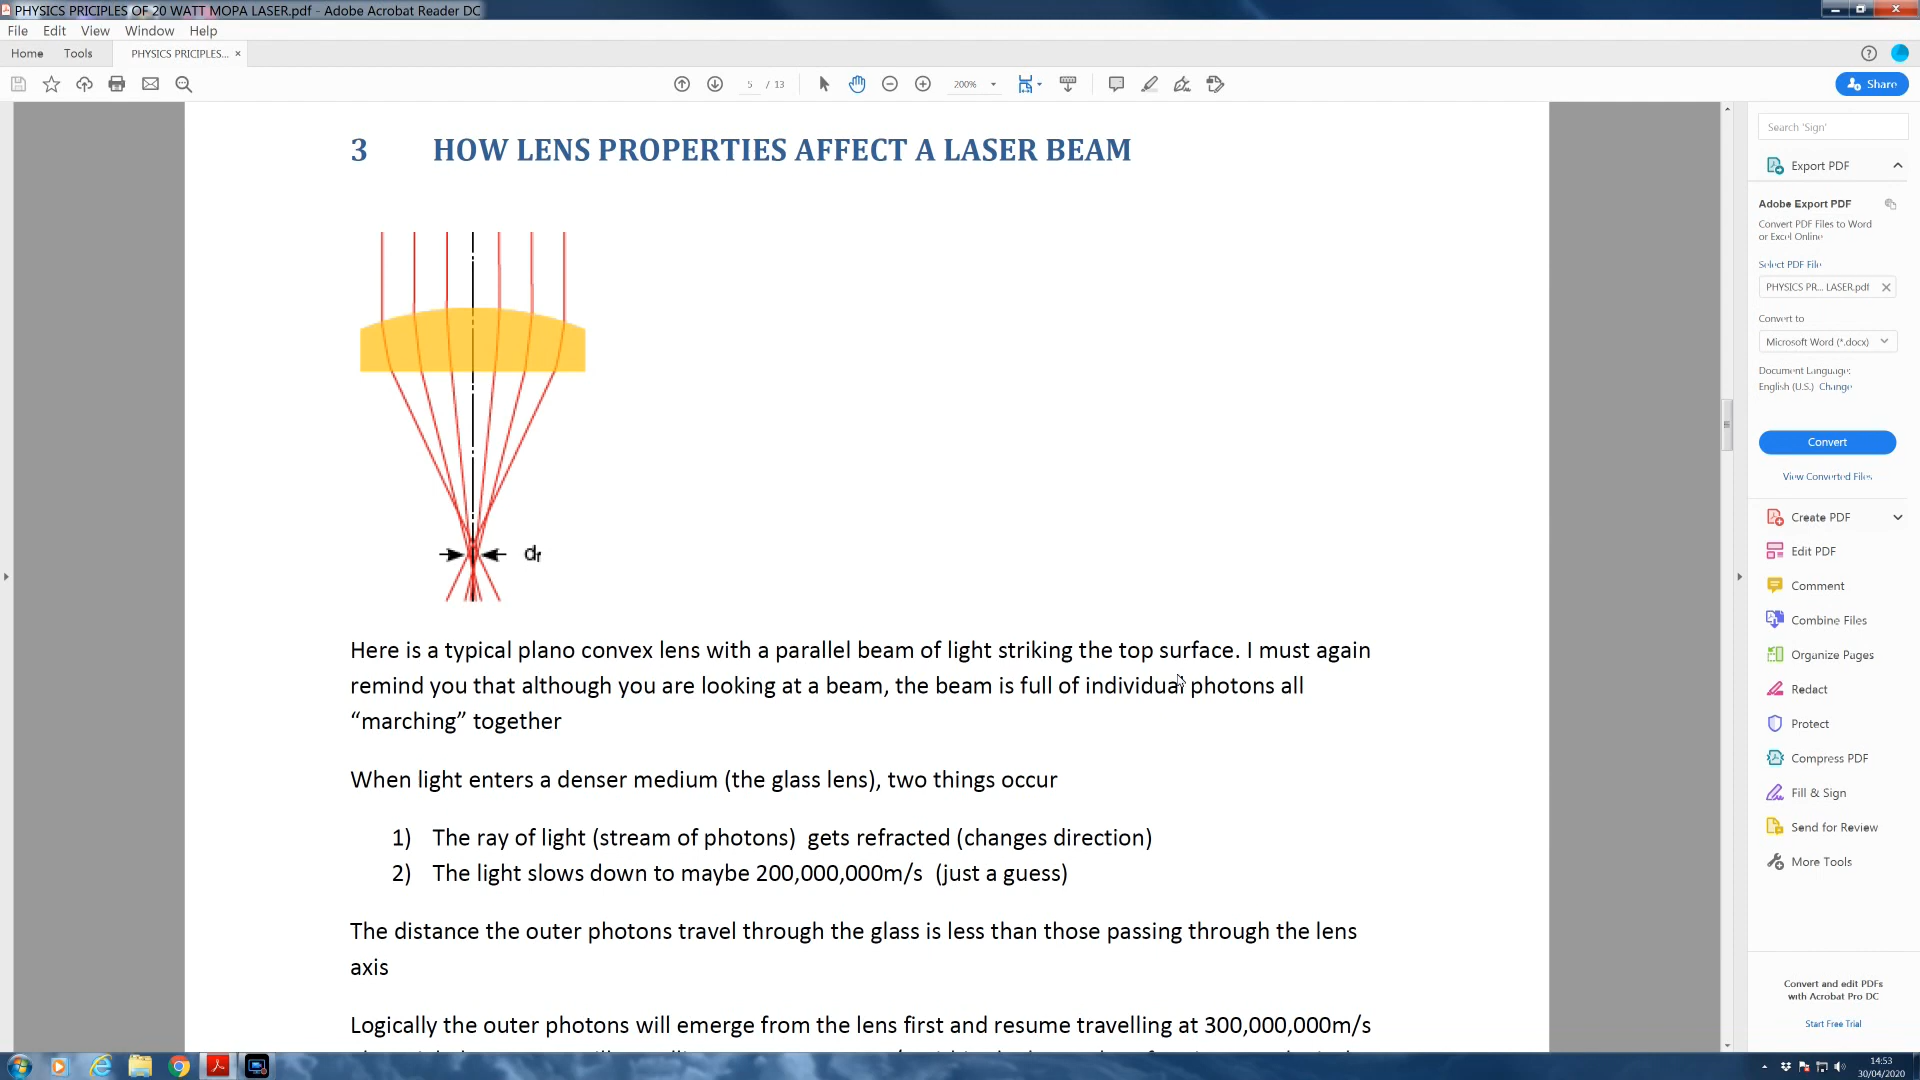 PHYSICS PRICIPLES OF 20 WATT MOPA LASER.pdf - Adobe Acrobat Reader DC
File Edit View Window Help
Home Tools PHYSICS PRICIPLES... ×
5 / 13 200%
Share
3 HOW LENS PROPERTIES AFFECT A LASER BEAM
df
Here is a typical plano convex lens with a parallel beam of light striking the top surface. I must again
remind you that although you are looking at a beam, the beam is full of individual photons all
“marching” together
When light enters a denser medium (the glass lens), two things occur
1) The ray of light (stream of photons) gets refracted (changes direction)
2) The light slows down to maybe 200,000,000m/s (just a guess)
The distance the outer photons travel through the glass is less than those passing through the lens
axis
Logically the outer photons will emerge from the lens first and resume travelling at 300,000,000m/s
Search 'Sign'
Export PDF
Adobe Export PDF
Convert PDF Files to Word
or Excel Online
Select PDF File
PHYSICS PR... LASER.pdf
Convert to
Microsoft Word (*.docx)
Document Language:
English (U.S.) Change
Convert
View Converted Files
Create PDF
Edit PDF
Comment
Combine Files
Organize Pages
Redact
Protect
Compress PDF
Fill & Sign
Send for Review
More Tools
Convert and edit PDFs
with Acrobat Pro DC
Start Free Trial
14:53
30/04/2020